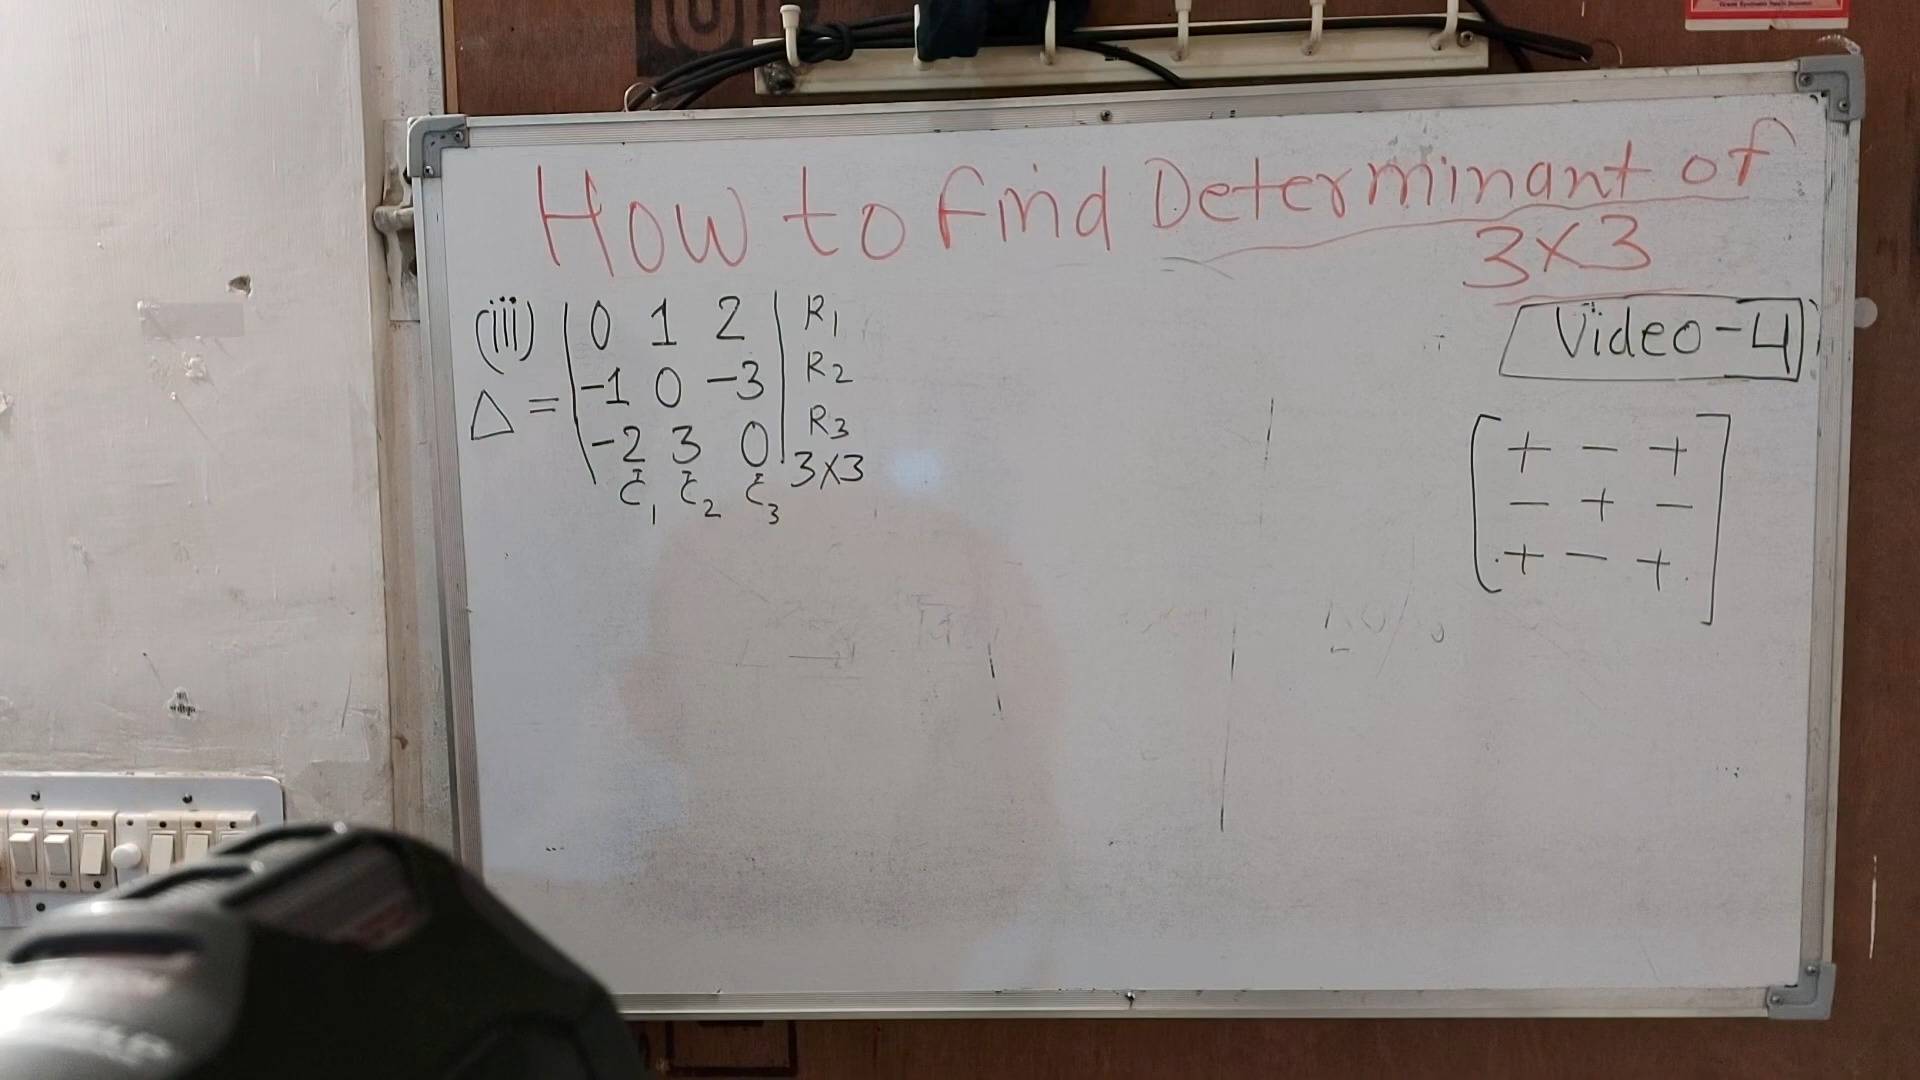 How to find Determinant of
3×3
Video-4
(iii) | 0 1 2 | R1
Δ = | -1 0 -3 | R2
| -2 3 0 | R3
3×3
C1 C2 C3
[ + - +
- + -
+ - + ]